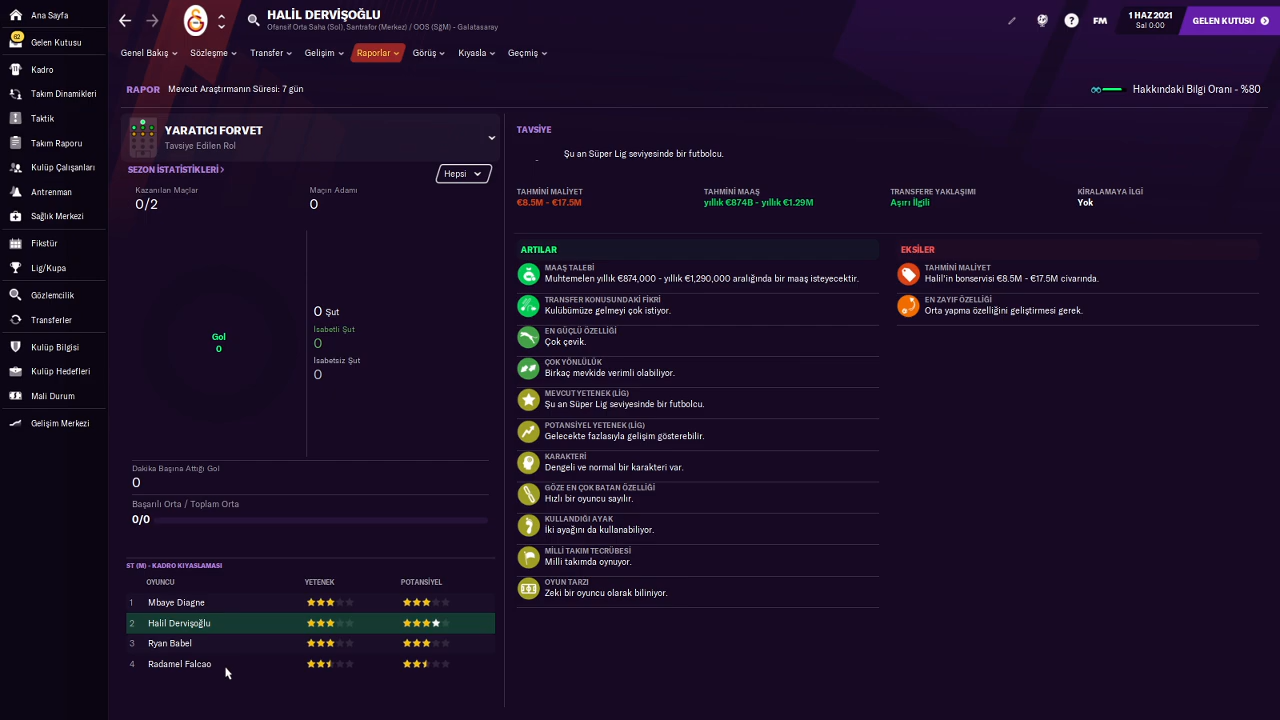 Ana Sayfa
62
Gelen Kutusu
Kadro
Takım Dinamikleri
Taktik
Takım Raporu
Kulüp Çalışanları
Antrenman
Sağlık Merkezi
Fikstür
Lig/Kupa
Gözlemcilik
Transferler
Kulüp Bilgisi
Kulüp Hedefleri
Mali Durum
Gelişim Merkezi
HALİL DERVİŞOĞLU
Ofansif Orta Saha (Sol), Santrafor (Merkez) / OOS (SğM) - Galatasaray
?
FM
1 HAZ 2021
Sal 0:00
GELEN KUTUSU
Genel Bakış
Sözleşme
Transfer
Gelişim
Raporlar
Görüş
Kıyasla
Geçmiş
RAPOR
Mevcut Araştırmanın Süresi: 7 gün
Hakkındaki Bilgi Oranı - %80
YARATICI FORVET
Tavsiye Edilen Rol
SEZON İSTATİSTİKLERİ >
Hepsi
Kazanılan Maçlar
0/2
Maçın Adamı
0
Gol
0
0 Şut
İsabetli Şut
0
İsabetsiz Şut
0
Dakika Başına Attığı Gol
0
Başarılı Orta / Toplam Orta
0/0
ST (M) - KADRO KIYASLAMASI
OYUNCU YETENEK POTANSİYEL
1 Mbaye Diagne
2 Halil Dervişoğlu
3 Ryan Babel
4 Radamel Falcao
TAVSİYE
-
Şu an Süper Lig seviyesinde bir futbolcu.
TAHMİNİ MALİYET
€8.5M - €17.5M
TAHMİNİ MAAŞ
yıllık €874B - yıllık €1.29M
TRANSFERE YAKLAŞIMI
Aşırı İlgili
KİRALAMAYA İLGİ
Yok
ARTILAR
MAAŞ TALEBİ
Muhtemelen yıllık €874,000 - yıllık €1,290,000 aralığında bir maaş isteyecektir.
TRANSFER KONUSUNDAKİ FİKRİ
Kulübümüze gelmeyi çok istiyor.
EN GÜÇLÜ ÖZELLİĞİ
Çok çevik.
ÇOK YÖNLÜLÜK
Birkaç mevkide verimli olabiliyor.
MEVCUT YETENEK (LİG)
Şu an Süper Lig seviyesinde bir futbolcu.
POTANSİYEL YETENEK (LİG)
Gelecekte fazlasıyla gelişim gösterebilir.
KARAKTERİ
Dengeli ve normal bir karakteri var.
GÖZE EN ÇOK BATAN ÖZELLİĞİ
Hızlı bir oyuncu sayılır.
KULLANDIĞI AYAK
İki ayağını da kullanabiliyor.
MİLLİ TAKIM TECRÜBESİ
Milli takımda oynuyor.
OYUN TARZI
Zeki bir oyuncu olarak biliniyor.
EKSİLER
TAHMİNİ MALİYET
Halil'in bonservisi €8.5M - €17.5M civarında.
EN ZAYIF ÖZELLİĞİ
Orta yapma özelliğini geliştirmesi gerek.